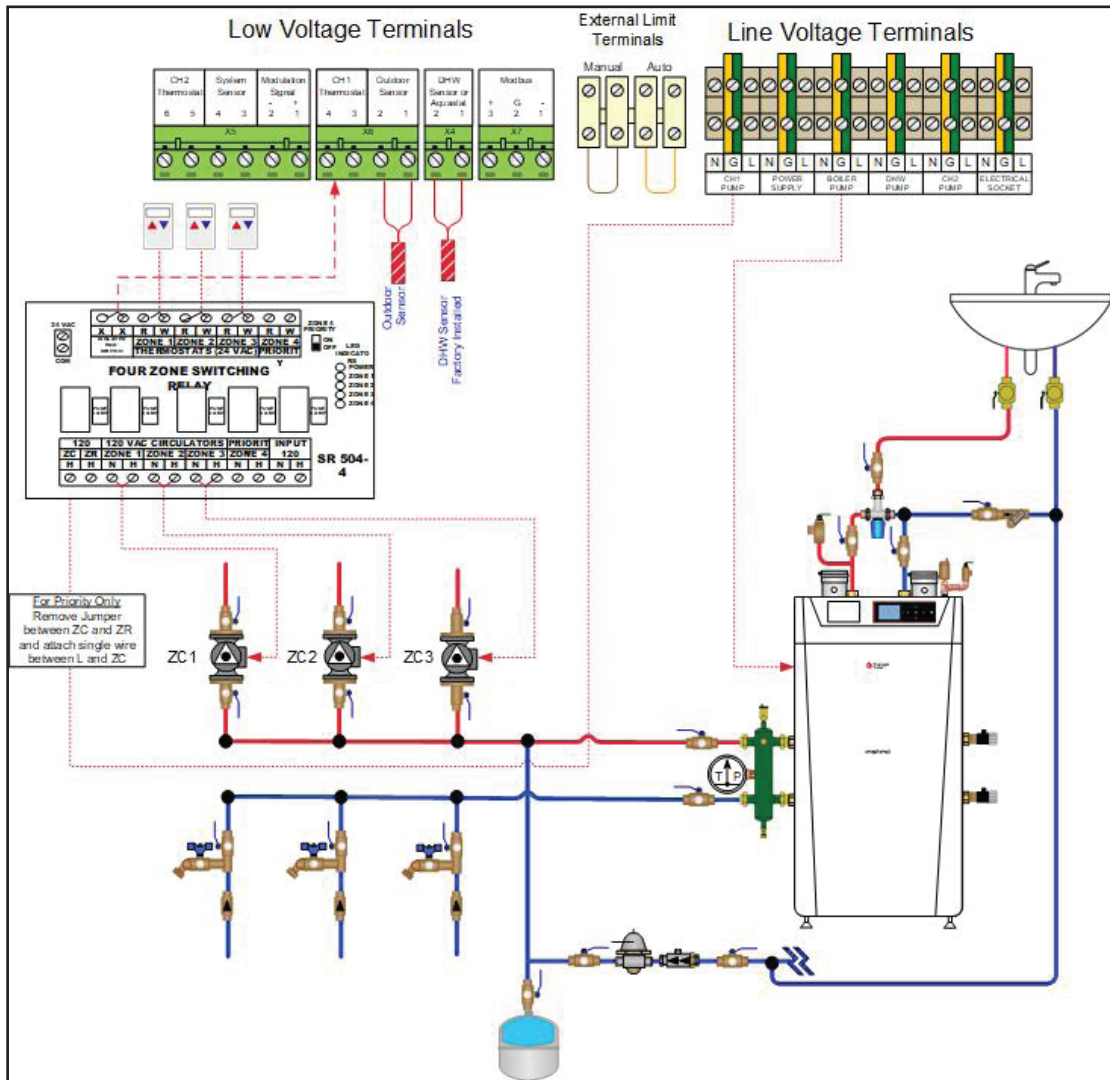 Low Voltage Terminals
External Limit
Terminals
Line Voltage Terminals
Manual Auto
CH2
Thermostat
6 5
System
Sensor
4 3
Modulation
Signal
- +
2 1
X5
CH1
Thermostat
4 3
Outdoor
Sensor
2 1
X6
DHW
Sensor or
Aquastat
2 1
X4
Modbus
+ G -
3 2 1
X7
N G L N G L N G L N G L N G L N G L
CH1
PUMP
POWER
SUPPLY
BOILER
PUMP
DHW
PUMP
CH2
PUMP
ELECTRICAL
SOCKET
Outdoor
Sensor
DHW Sensor
Factory Installed
24 VAC
COM
X X R W R W R W R W
ZONE 1 ZONE 2 ZONE 3 ZONE 4
THERMOSTATS (24 VAC) PRIORIT
Y
ZONE 4
PRIORITY
ON
OFF
LED
INDICATO
RS
POWER
ZONE 1
ZONE 2
ZONE 3
ZONE 4
FOUR ZONE SWITCHING
RELAY
120 120 VAC CIRCULATORS PRIORIT INPUT
ZC ZR ZONE 1 ZONE 2 ZONE 3 ZONE 4 120
H H N H N H N H N H N H
SR 504-
4
For Priority Only
Remove Jumper
between ZC and ZR
and attach single wire
between L and ZC
ZC1
ZC2
ZC3
T P